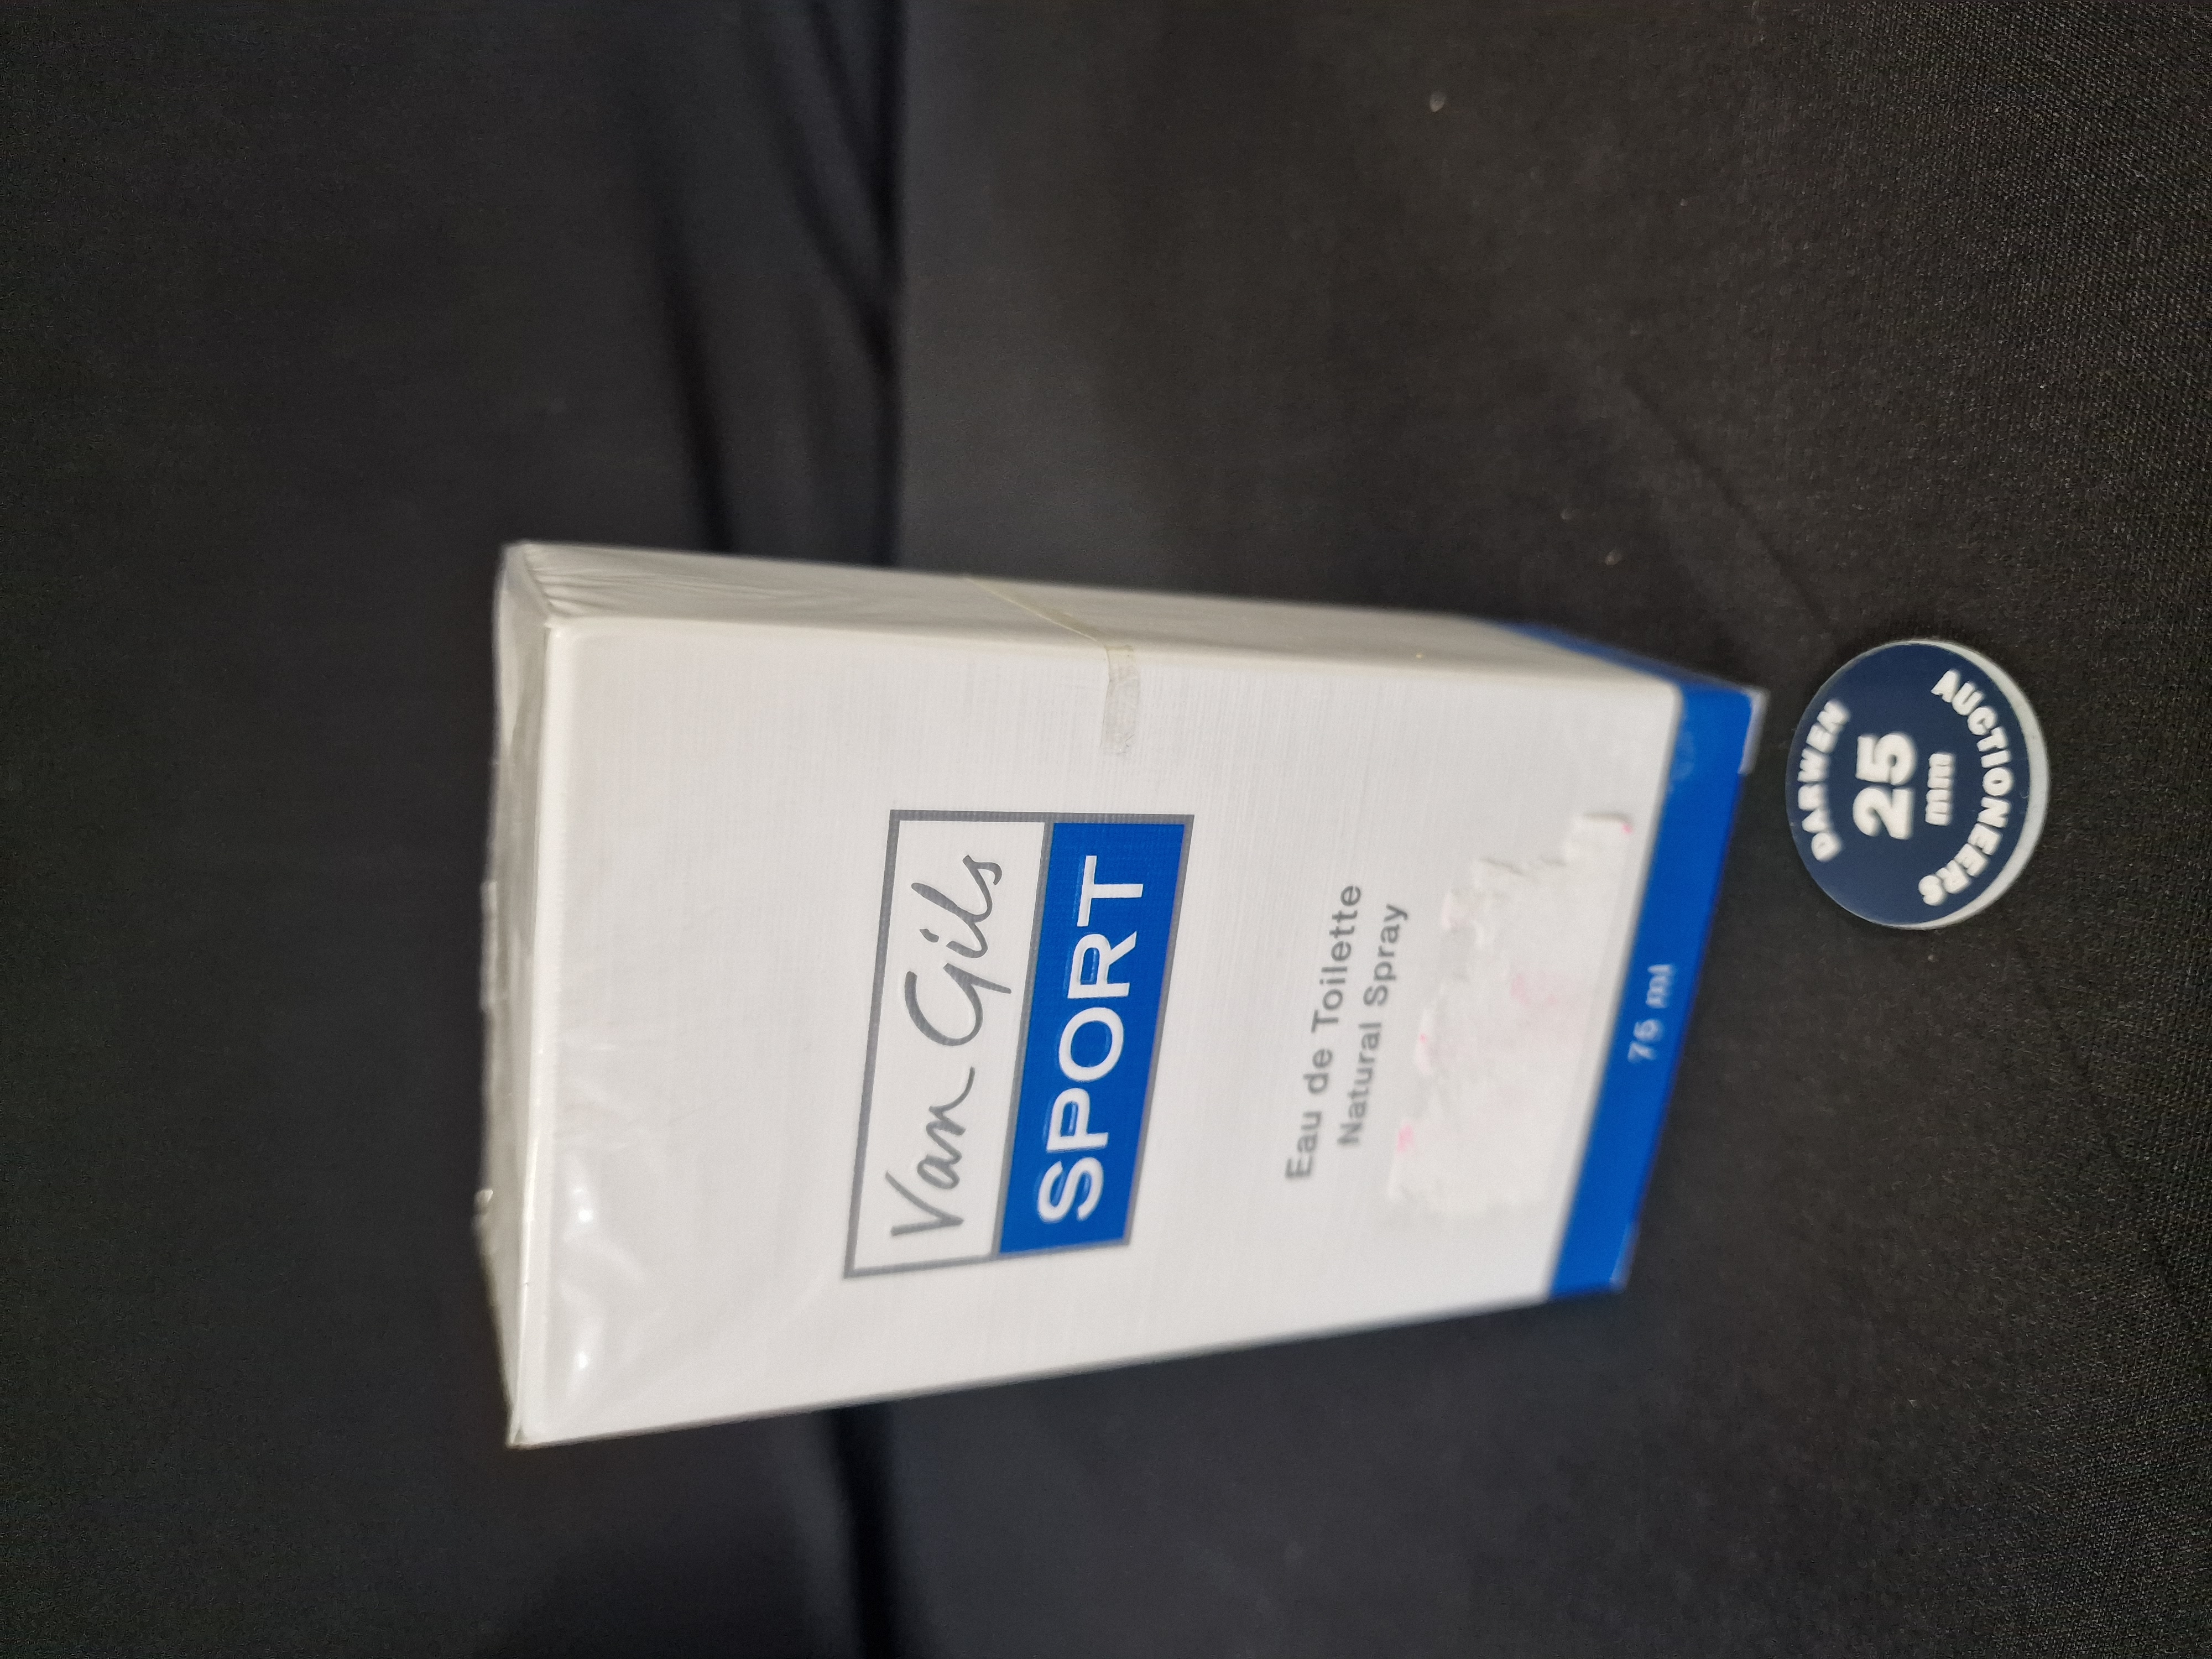 Van Gils
SPORT
Eau de Toilette
Natural Spray
75 ml
DARWEN
25
mm
AUCTIONEERS